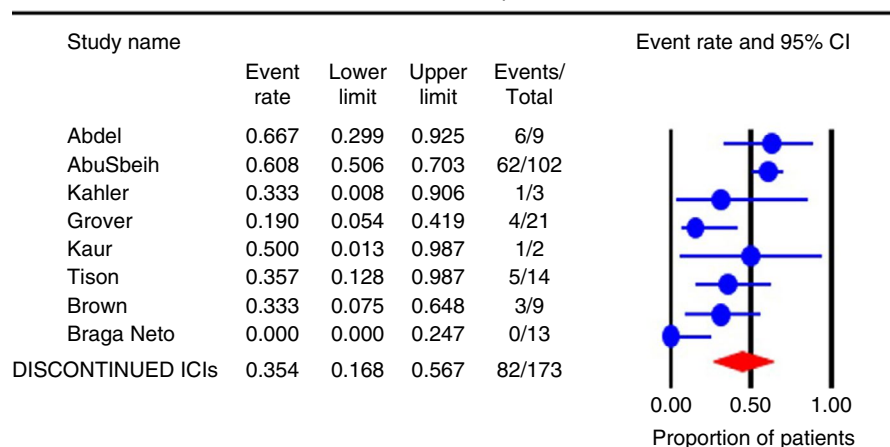 Study name Event rate and 95% CI
Event Lower Upper Events/
rate limit limit Total
Abdel 0.667 0.299 0.925 6/9
AbuSbeih 0.608 0.506 0.703 62/102
Kahler 0.333 0.008 0.906 1/3
Grover 0.190 0.054 0.419 4/21
Kaur 0.500 0.013 0.987 1/2
Tison 0.357 0.128 0.987 5/14
Brown 0.333 0.075 0.648 3/9
Braga Neto 0.000 0.000 0.247 0/13
DISCONTINUED ICIs 0.354 0.168 0.567 82/173
0.00 0.50 1.00
Proportion of patients